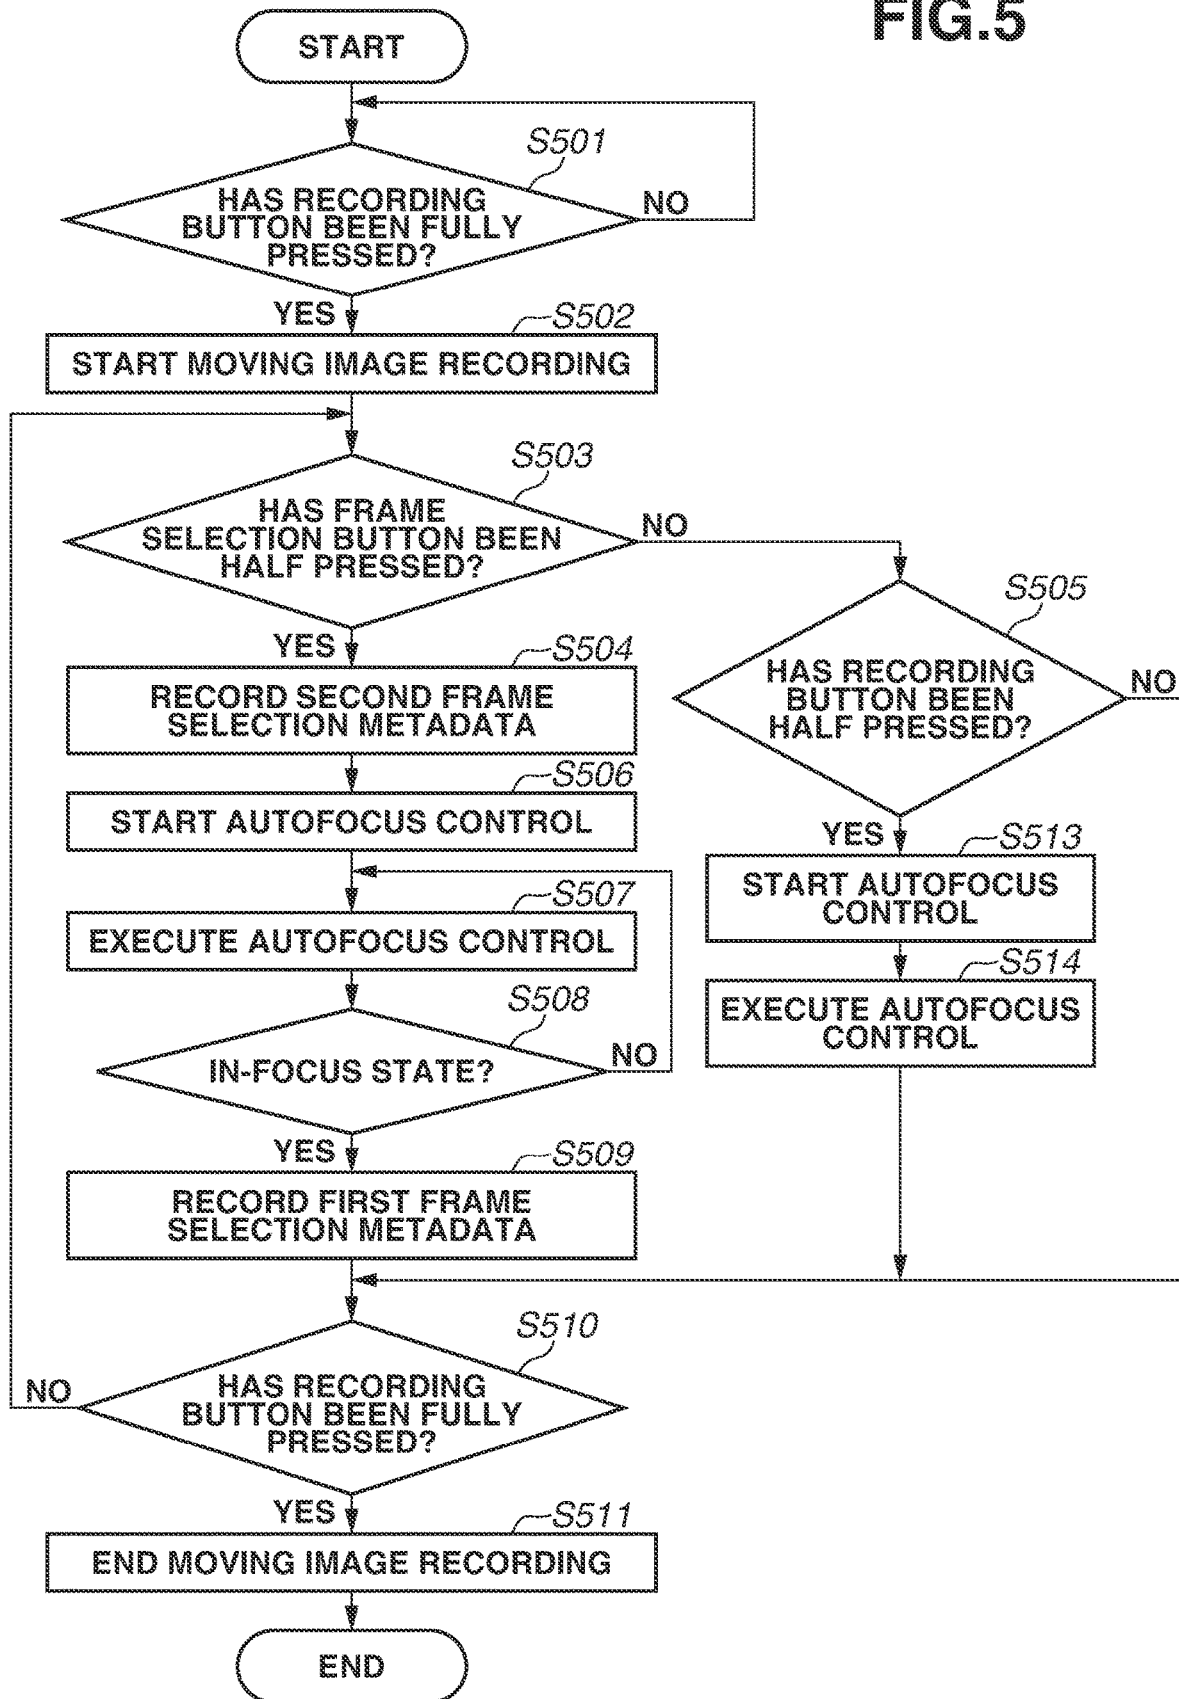 FIG.5
START
S501
HAS RECORDING
BUTTON BEEN FULLY
PRESSED?
NO
YES
S502
START MOVING IMAGE RECORDING
S503
HAS FRAME
SELECTION BUTTON BEEN
HALF PRESSED?
NO
YES
S504
RECORD SECOND FRAME
SELECTION METADATA
S505
HAS RECORDING
BUTTON BEEN
HALF PRESSED?
NO
YES
S506
START AUTOFOCUS CONTROL
S513
START AUTOFOCUS
CONTROL
S507
EXECUTE AUTOFOCUS CONTROL
S514
EXECUTE AUTOFOCUS
CONTROL
S508
IN-FOCUS STATE?
NO
YES
S509
RECORD FIRST FRAME
SELECTION METADATA
S510
HAS RECORDING
BUTTON BEEN FULLY
PRESSED?
NO
YES
S511
END MOVING IMAGE RECORDING
END